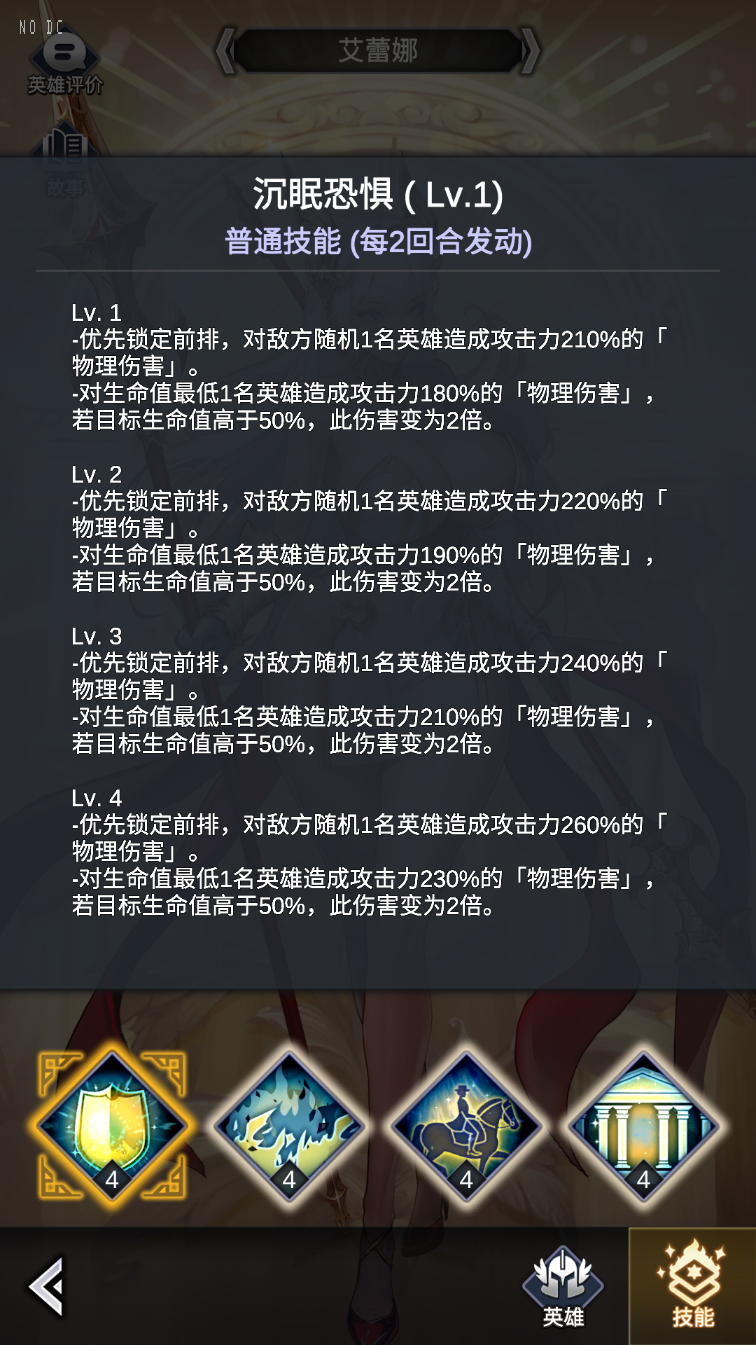 NO DC
艾蕾娜
英雄评价
故事
沉眠恐惧 ( Lv.1)
普通技能 (每2回合发动)
Lv. 1
-优先锁定前排，对敌方随机1名英雄造成攻击力210%的「
物理伤害」。
-对生命值最低1名英雄造成攻击力180%的「物理伤害」，
若目标生命值高于50%，此伤害变为2倍。
Lv. 2
-优先锁定前排，对敌方随机1名英雄造成攻击力220%的「
物理伤害」。
-对生命值最低1名英雄造成攻击力190%的「物理伤害」，
若目标生命值高于50%，此伤害变为2倍。
Lv. 3
-优先锁定前排，对敌方随机1名英雄造成攻击力240%的「
物理伤害」。
-对生命值最低1名英雄造成攻击力210%的「物理伤害」，
若目标生命值高于50%，此伤害变为2倍。
Lv. 4
-优先锁定前排，对敌方随机1名英雄造成攻击力260%的「
物理伤害」。
-对生命值最低1名英雄造成攻击力230%的「物理伤害」，
若目标生命值高于50%，此伤害变为2倍。
4
4
4
4
英雄
技能